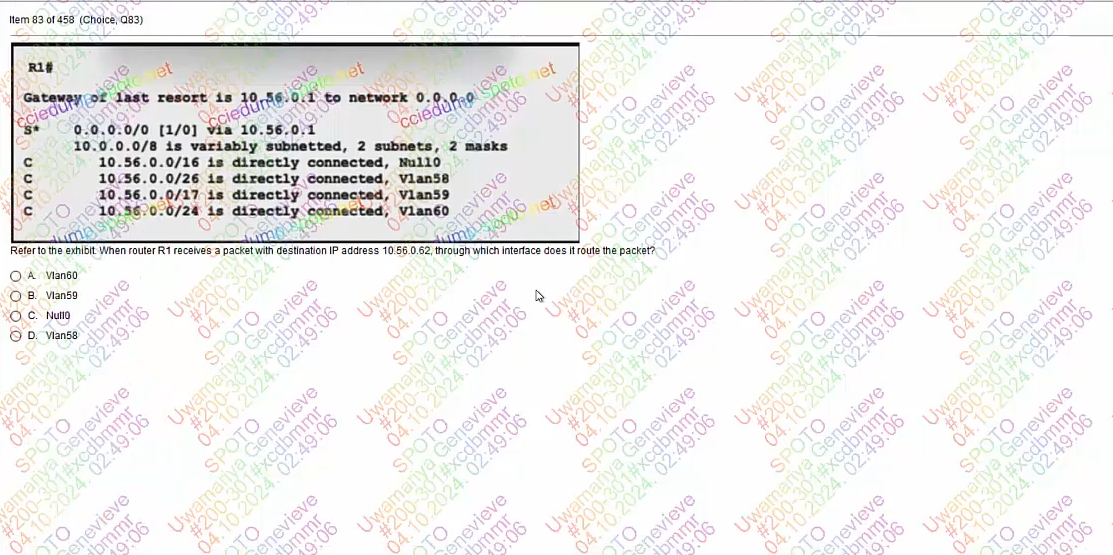 Item 83 of 458 (Choice, Q83)
R1#
Gateway of last resort is 10.56.0.1 to network 0.0.0.0
S* 0.0.0.0/0 [1/0] via 10.56.0.1
10.0.0.0/8 is variably subnetted, 2 subnets, 2 masks
C 10.56.0.0/16 is directly connected, Null0
C 10.56.0.0/26 is directly connected, Vlan58
C 10.56.0.0/17 is directly connected, Vlan59
C 10.56.0.0/24 is directly connected, Vlan60
Refer to the exhibit. When router R1 receives a packet with destination IP address 10.56.0.62, through which interface does it route the packet?
A. Vlan60
B. Vlan59
C. Null0
D. Vlan58
SPOTO
Uwamariya Genevieve
#200-301#xcdbmmr
04.10.2024. 02:49:06